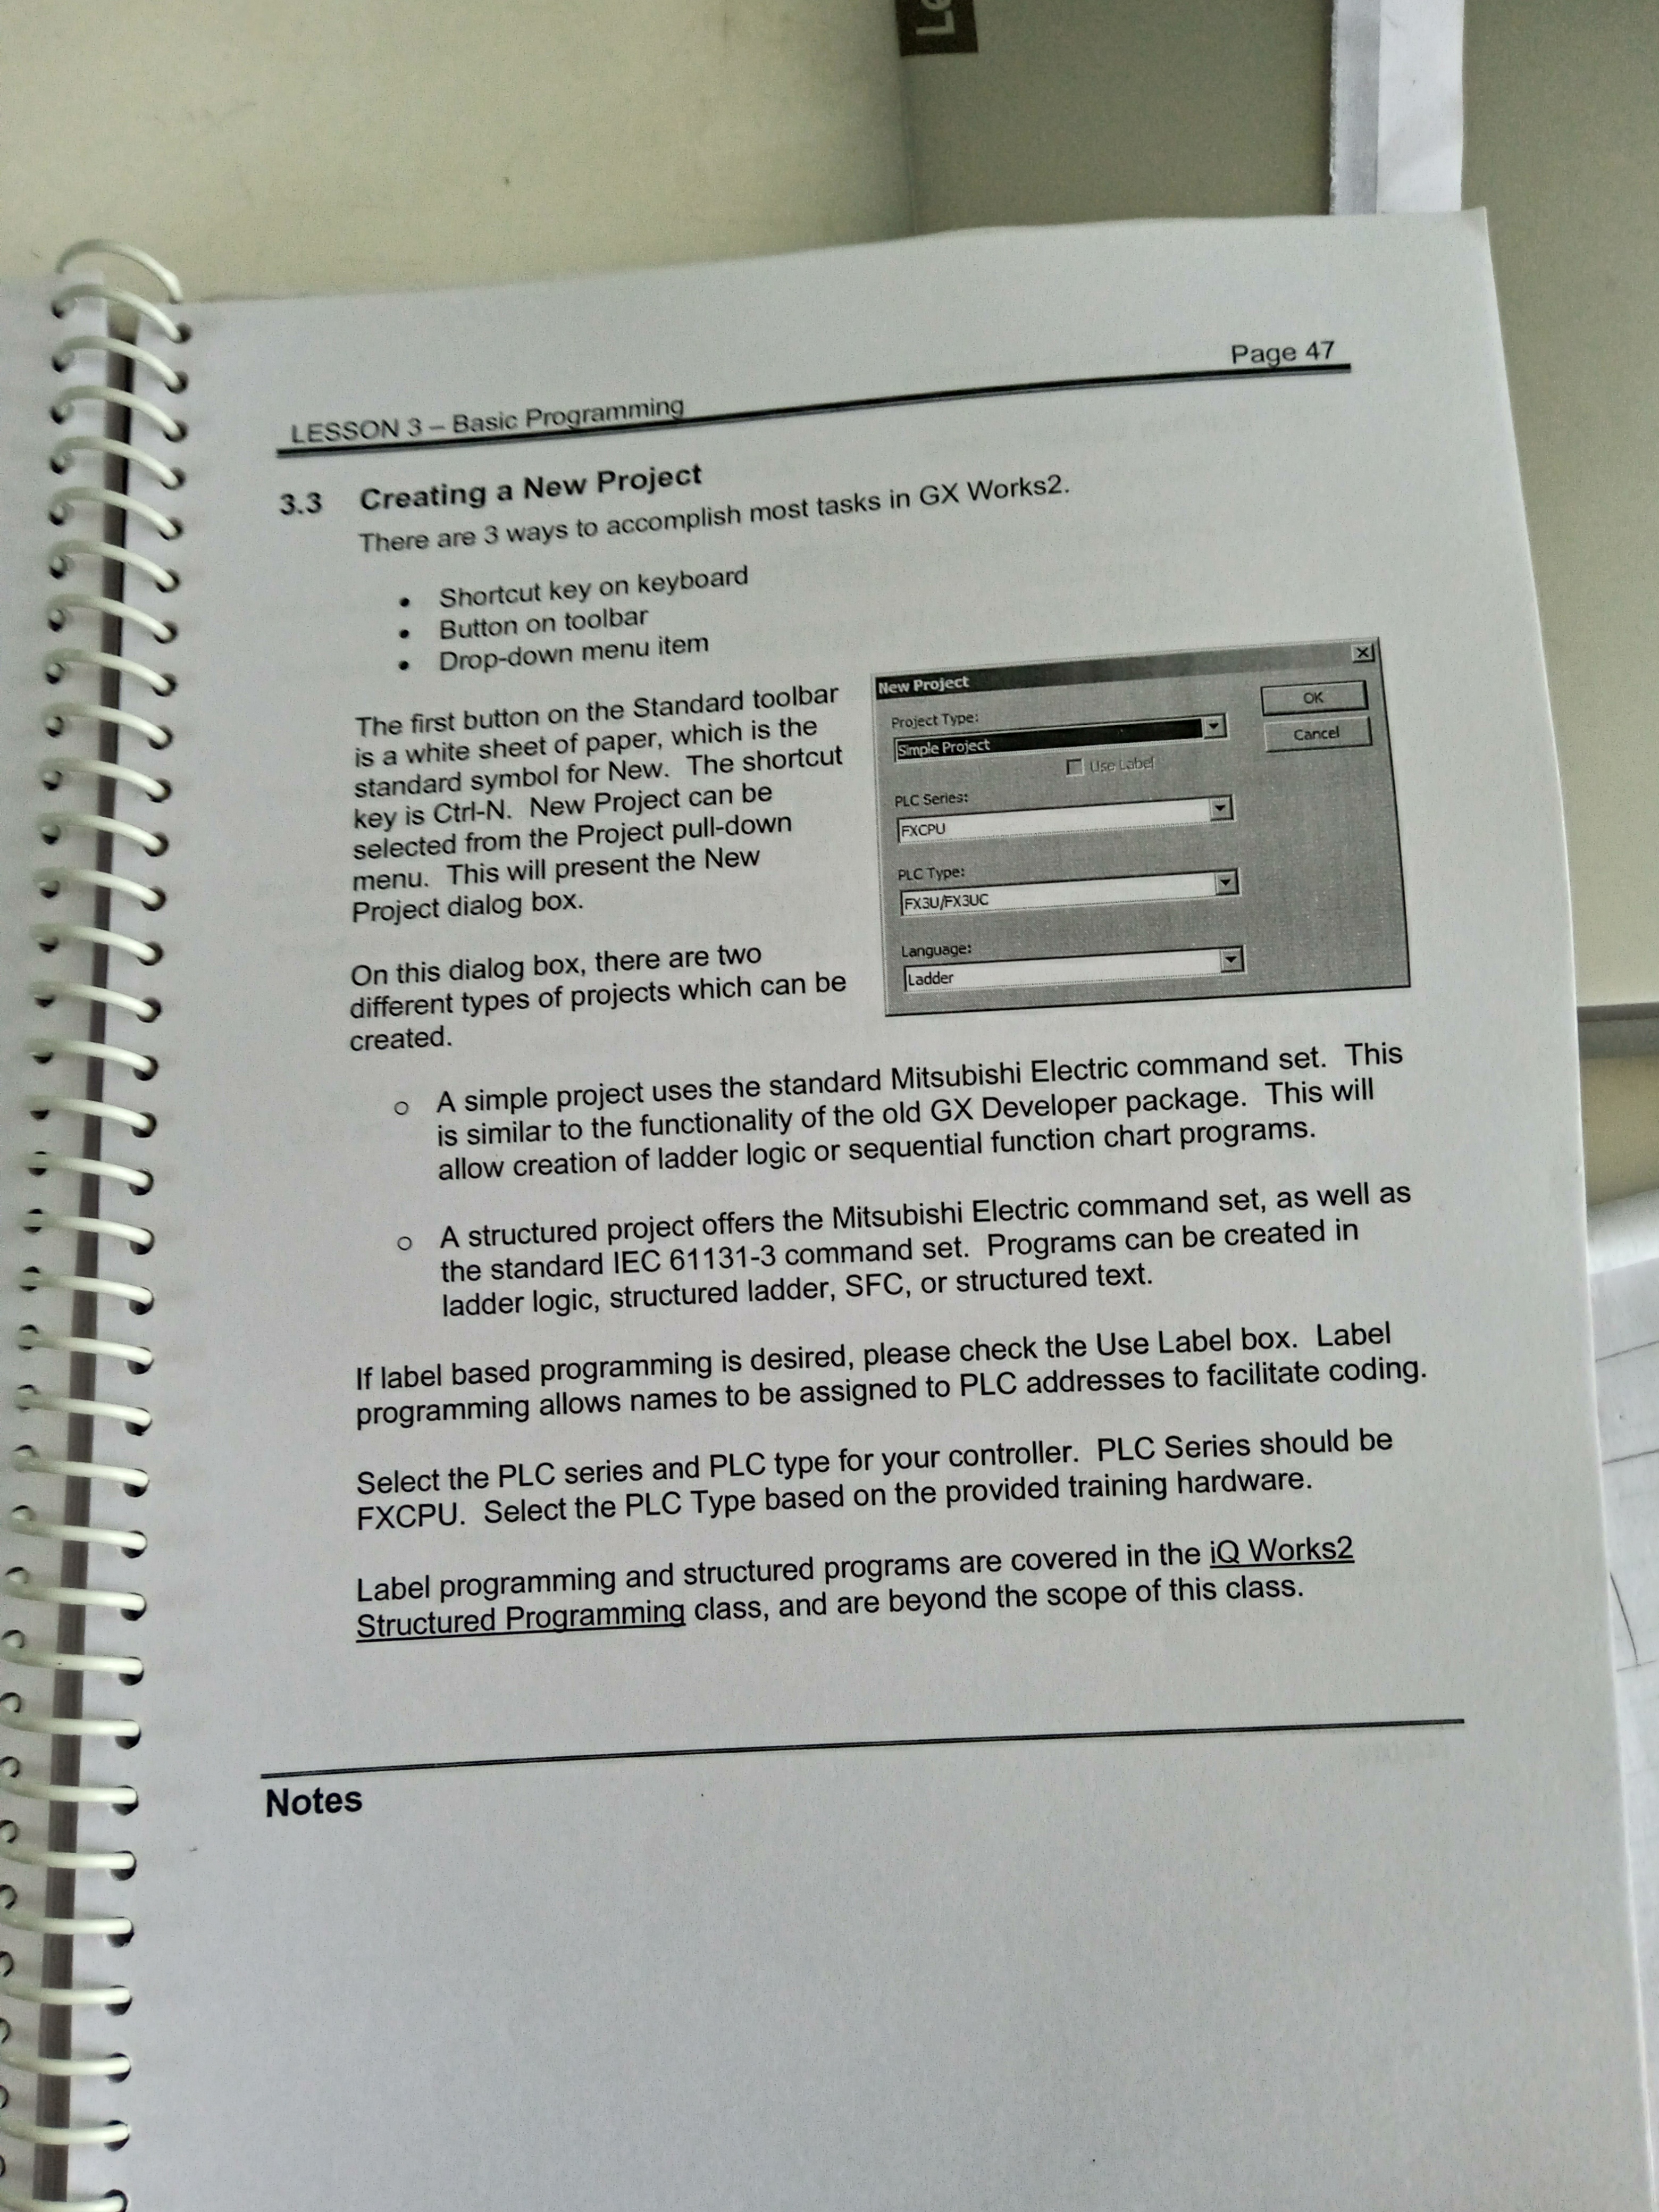 Page 47
LESSON 3 – Basic Programming
3.3 Creating a New Project
There are 3 ways to accomplish most tasks in GX Works2.
• Shortcut key on keyboard
• Button on toolbar
• Drop-down menu item
The first button on the Standard toolbar
is a white sheet of paper, which is the
standard symbol for New. The shortcut
key is Ctrl-N. New Project can be
selected from the Project pull-down
menu. This will present the New
Project dialog box.
On this dialog box, there are two
different types of projects which can be
created.
New Project
Project Type:
OK
Simple Project
Cancel
Use Label
PLC Series:
FXCPU
PLC Type:
FX3U/FX3UC
Language:
Ladder
o A simple project uses the standard Mitsubishi Electric command set. This
is similar to the functionality of the old GX Developer package. This will
allow creation of ladder logic or sequential function chart programs.
o A structured project offers the Mitsubishi Electric command set, as well as
the standard IEC 61131-3 command set. Programs can be created in
ladder logic, structured ladder, SFC, or structured text.
If label based programming is desired, please check the Use Label box. Label
programming allows names to be assigned to PLC addresses to facilitate coding.
Select the PLC series and PLC type for your controller. PLC Series should be
FXCPU. Select the PLC Type based on the provided training hardware.
Label programming and structured programs are covered in the iQ Works2
Structured Programming class, and are beyond the scope of this class.
Notes